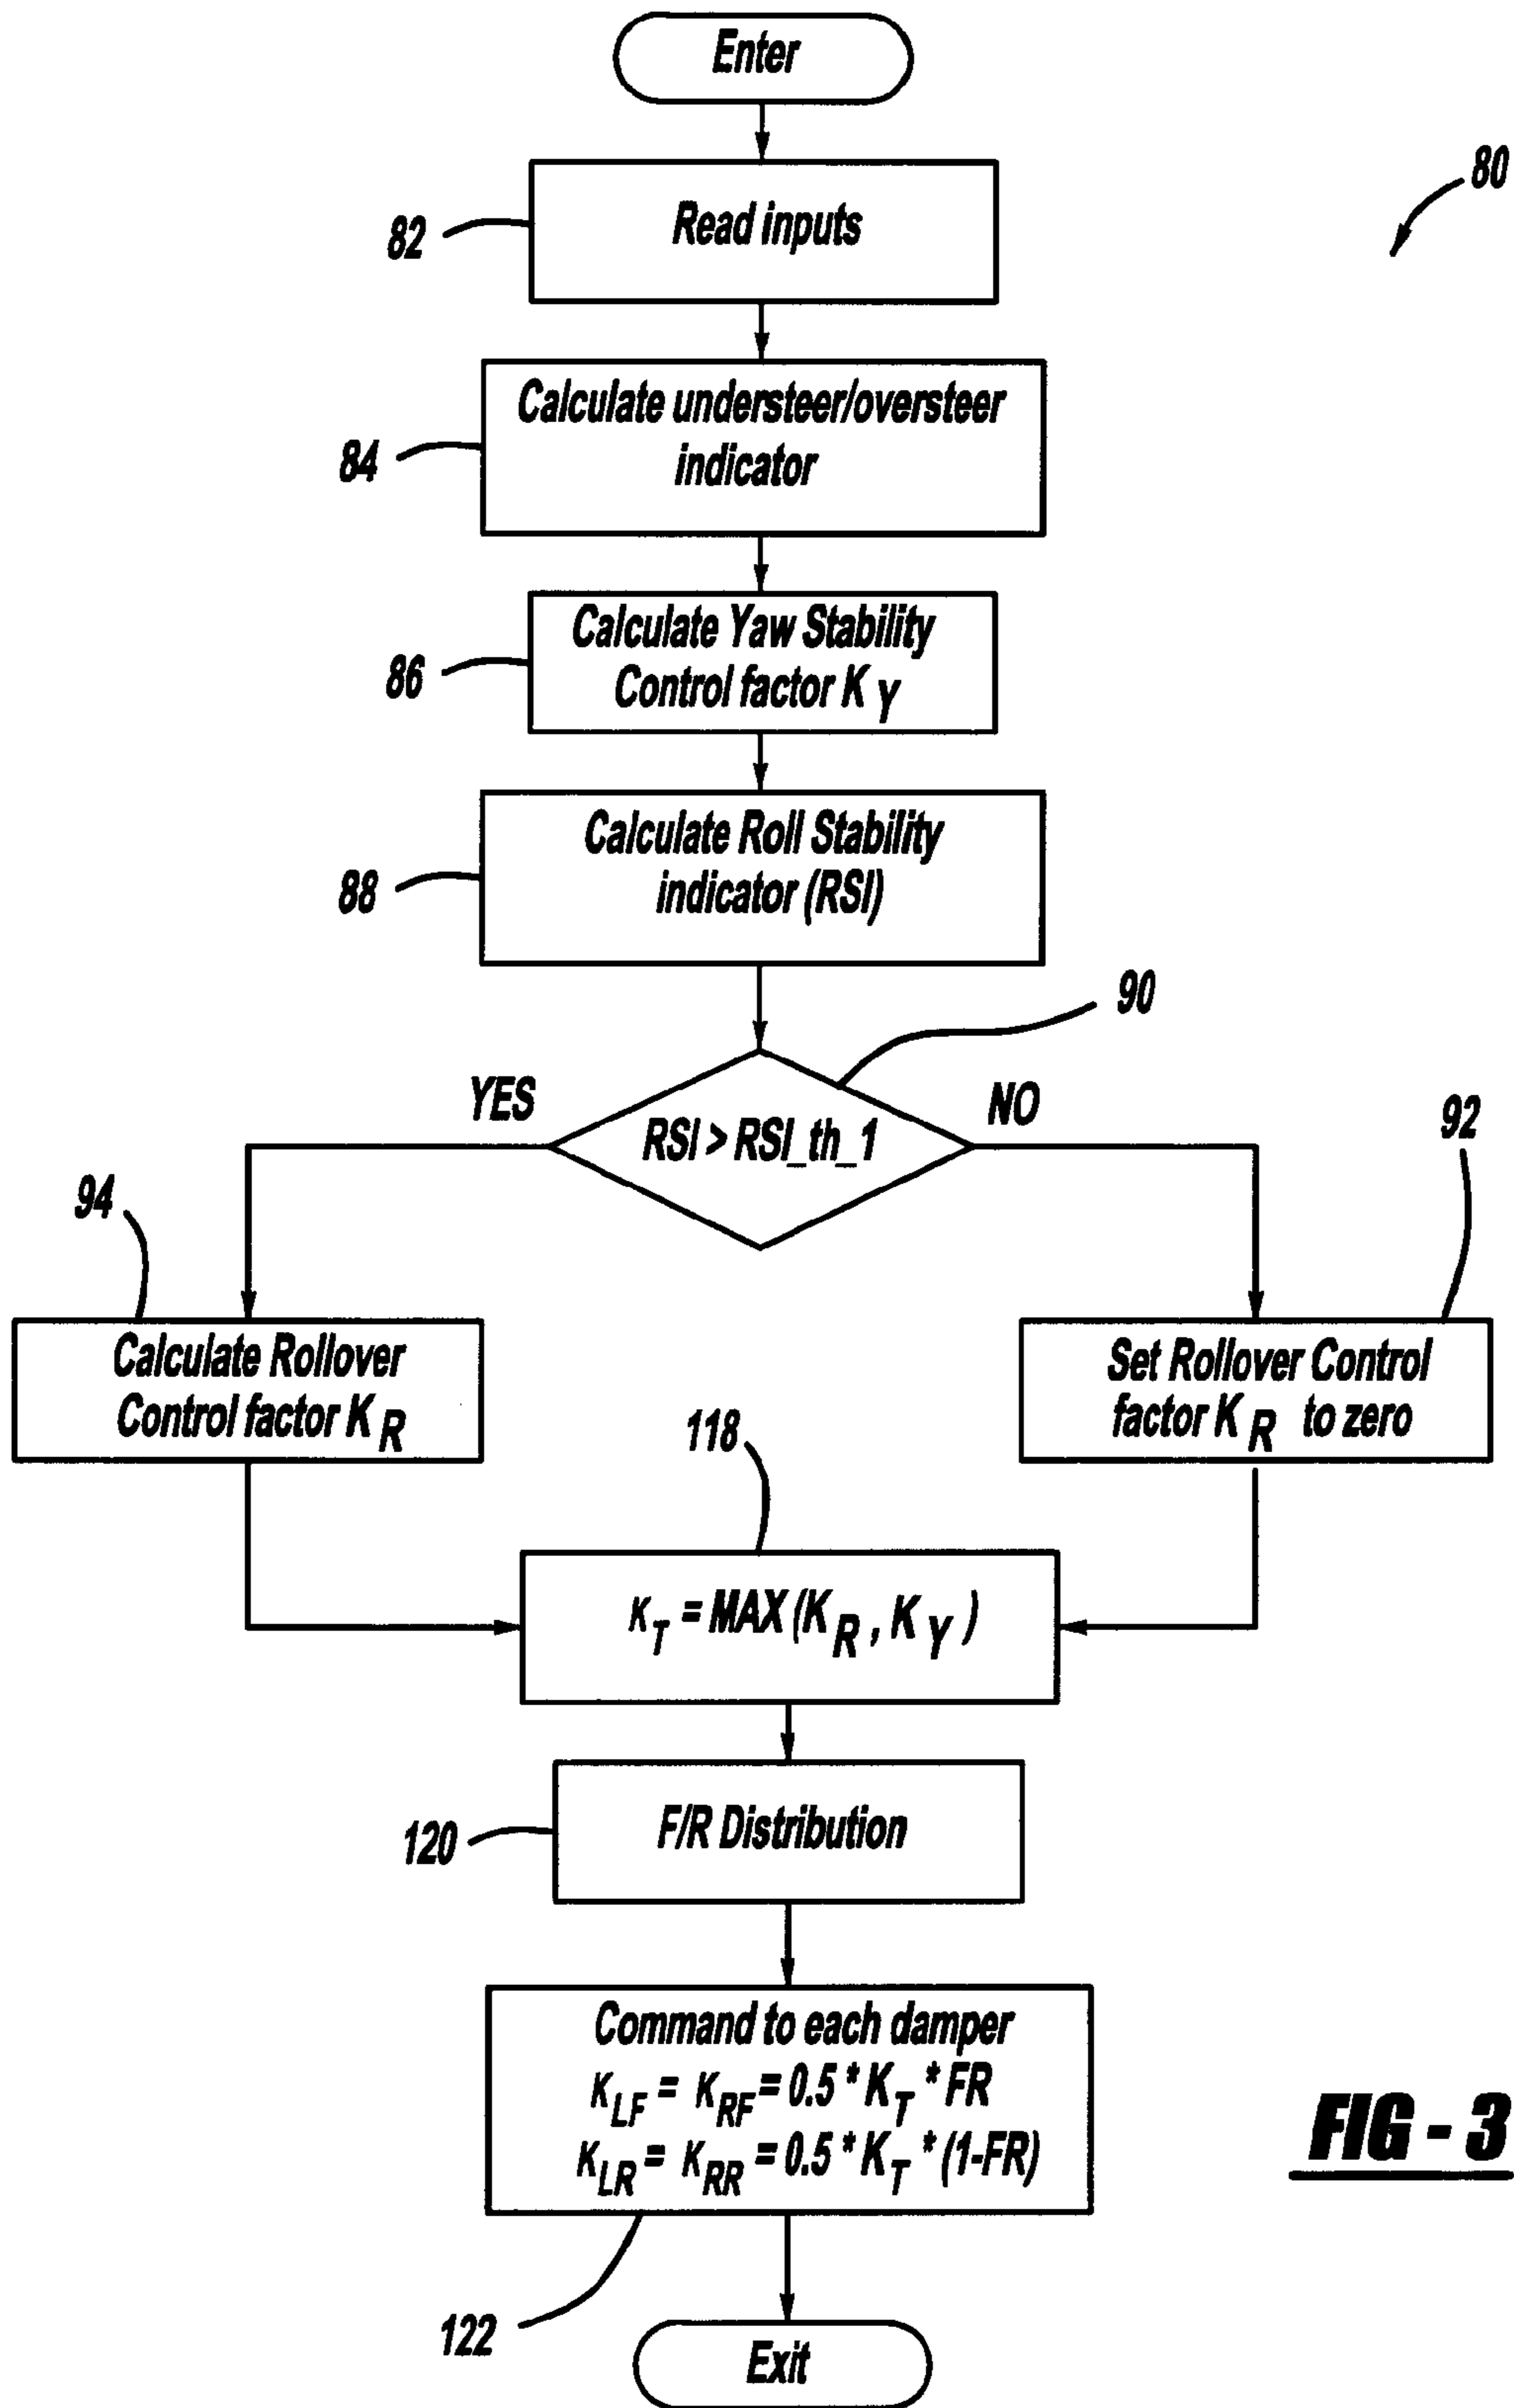 Enter
80
82
Read inputs
Calculate understeer/oversteer
indicator
84
Calculate Yaw Stability
Control factor K Y
86
Calculate Roll Stability
indicator (RSI)
88
90
YES
RSI > RSI_th_1
NO
92
94
Calculate Rollover
Control factor K R
Set Rollover Control
factor K R to zero
118
K T = MAX (K R , K Y )
F/R Distribution
120
Command to each damper
K LF = K RF = 0.5 * K T * FR
K LR = K RR = 0.5 * K T * (1-FR)
FIG - 3
122
Exit